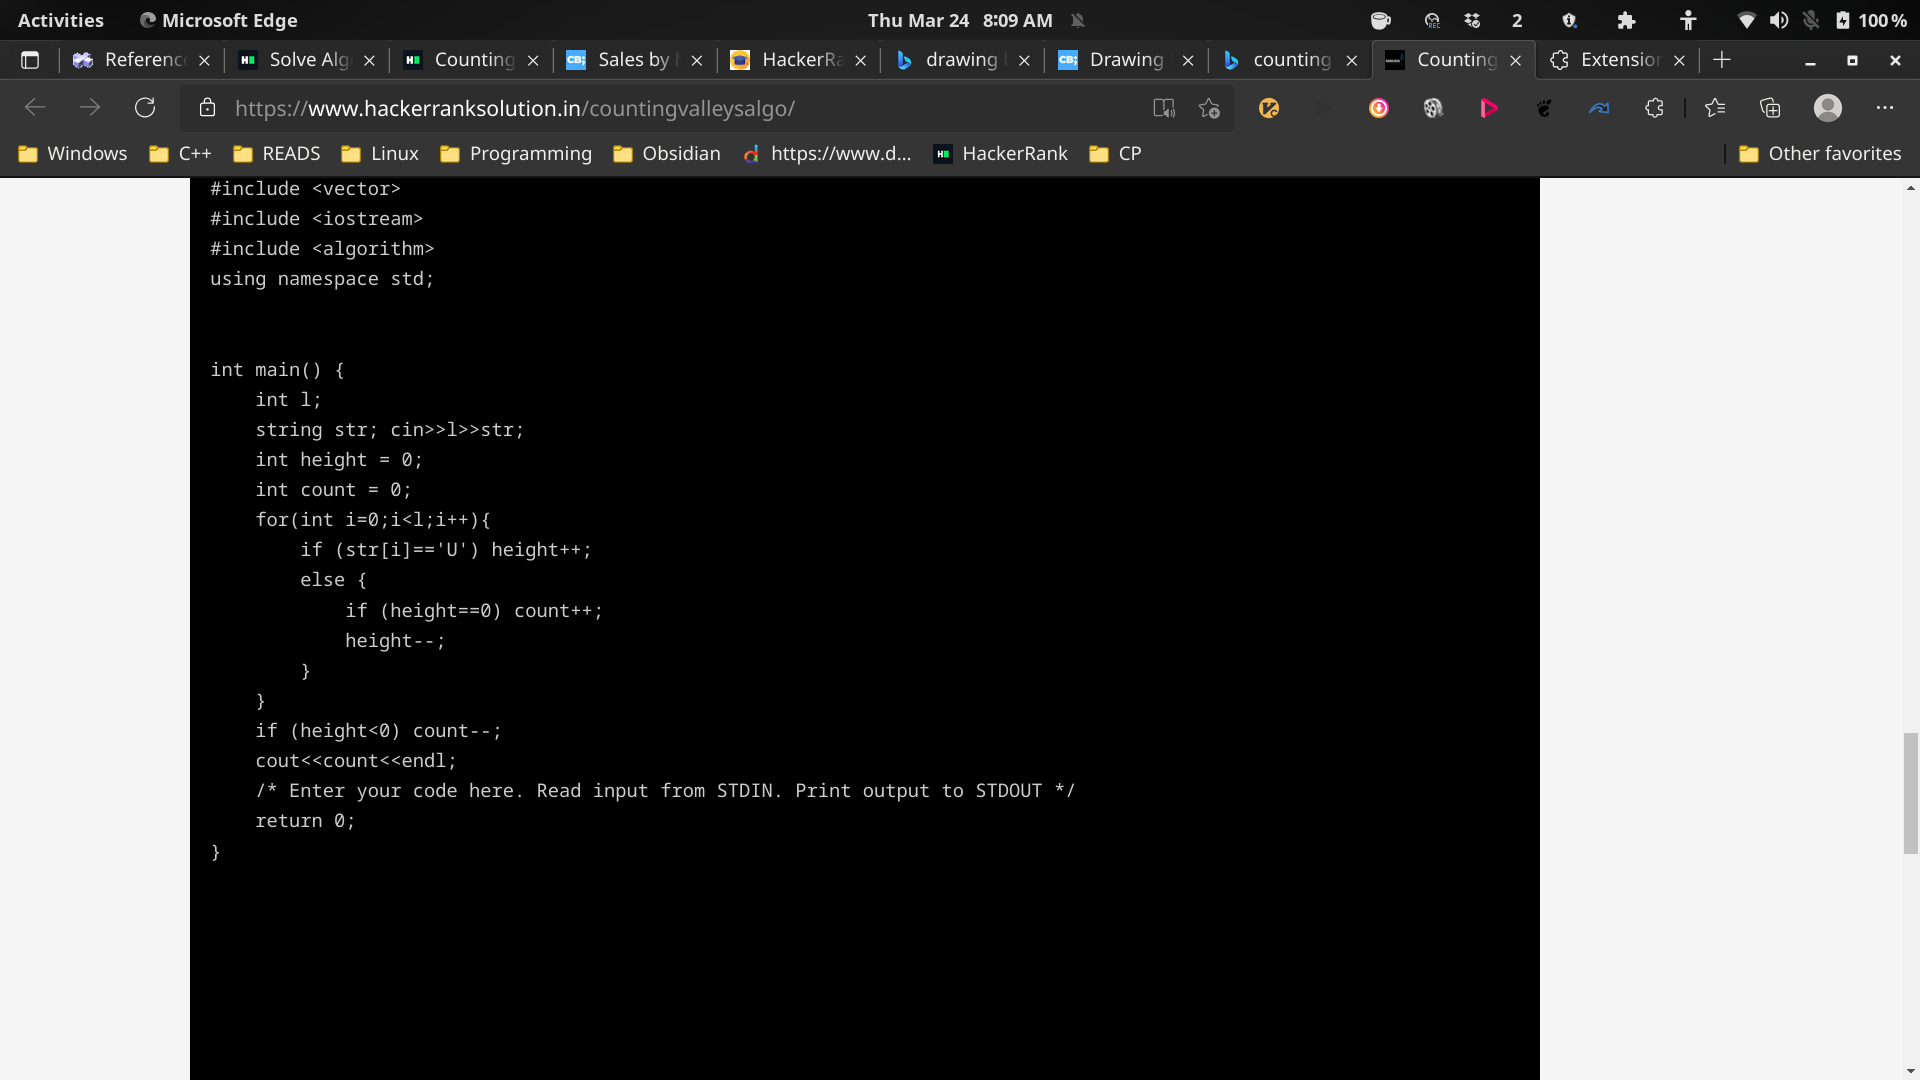 Activities Microsoft Edge Thu Mar 24 8:09 AM 2 100 %
Reference Solve Alg Counting Sales by HackerRa drawing Drawing counting Counting Extension
https://www.hackerranksolution.in/countingvalleysalgo/
Windows C++ READS Linux Programming Obsidian https://www.d... HackerRank CP Other favorites
#include <vector>
#include <iostream>
#include <algorithm>
using namespace std;
int main() {
    int l;
    string str; cin>>l>>str;
    int height = 0;
    int count = 0;
    for(int i=0;i<l;i++){
        if (str[i]=='U') height++;
        else {
            if (height==0) count++;
            height--;
        }
    }
    if (height<0) count--;
    cout<<count<<endl;
    /* Enter your code here. Read input from STDIN. Print output to STDOUT */
    return 0;
}